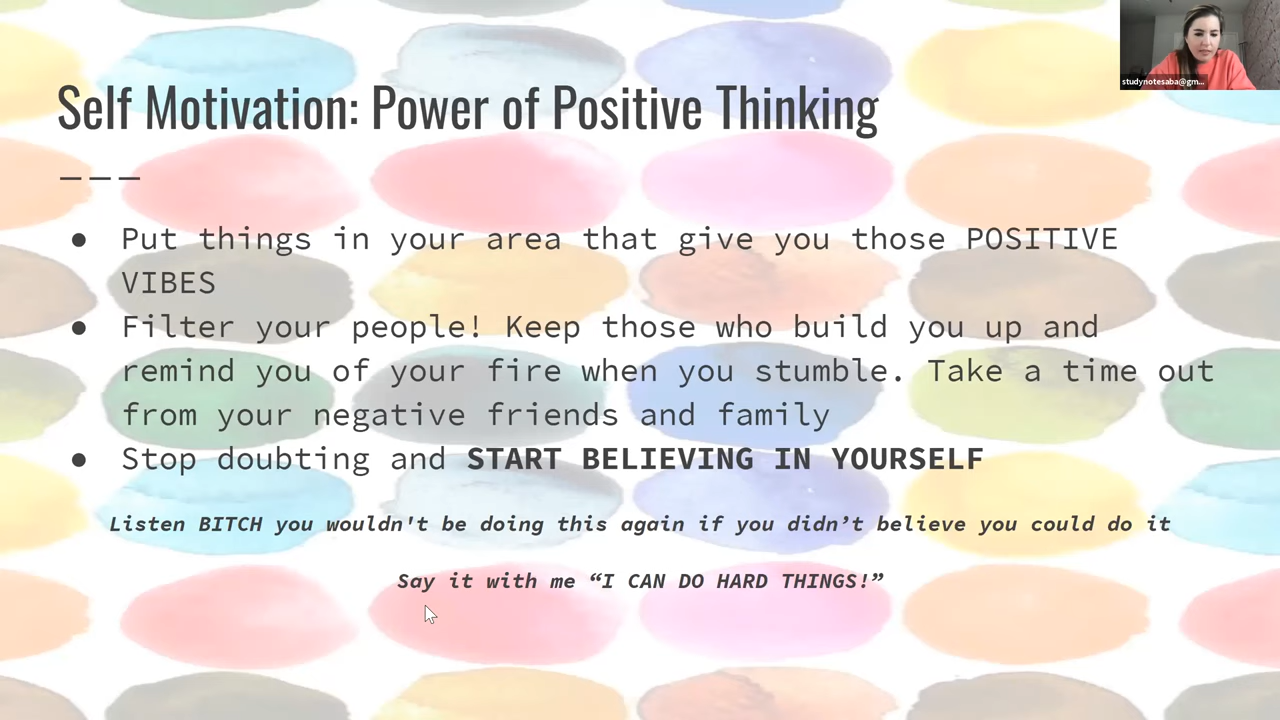 studynotesaba@gm...
Self Motivation: Power of Positive Thinking
● Put things in your area that give you those POSITIVE
VIBES
● Filter your people! Keep those who build you up and
remind you of your fire when you stumble. Take a time out
from your negative friends and family
● Stop doubting and START BELIEVING IN YOURSELF
Listen BITCH you wouldn't be doing this again if you didn’t believe you could do it
Say it with me “I CAN DO HARD THINGS!”